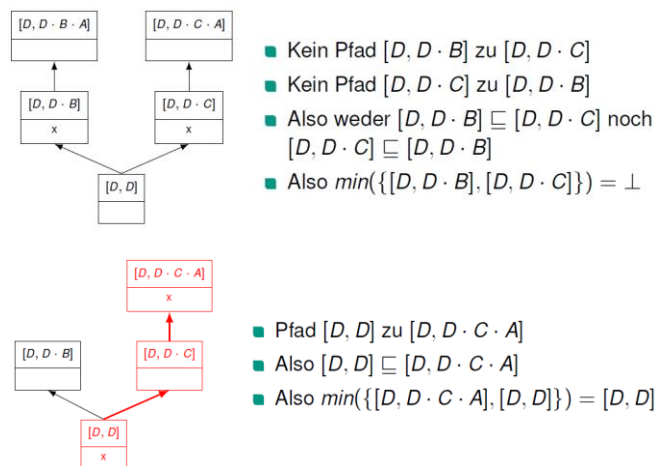 [D, D · B · A]
[D, D · C · A]
[D, D · B]
x
[D, D · C]
x
[D, D]
Kein Pfad [D, D · B] zu [D, D · C]
Kein Pfad [D, D · C] zu [D, D · B]
Also weder [D, D · B] ⊑ [D, D · C] noch
[D, D · C] ⊑ [D, D · B]
Also min({[D, D · B], [D, D · C]}) = ⊥
[D, D · C · A]
x
[D, D · B]
[D, D · C]
[D, D]
x
Pfad [D, D] zu [D, D · C · A]
Also [D, D] ⊑ [D, D · C · A]
Also min({[D, D · C · A], [D, D]}) = [D, D]